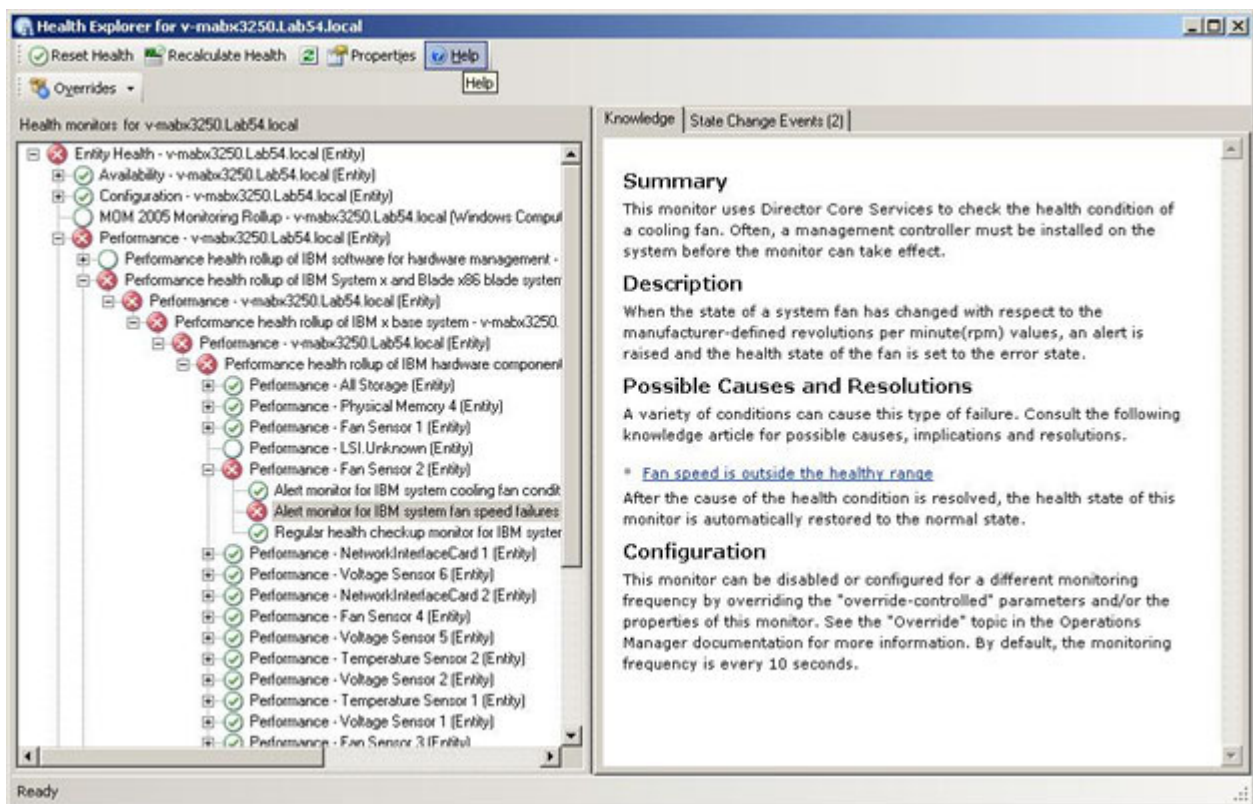 Health Explorer for v-mabx3250.Lab54.local
Reset Health Recalculate Health Properties Help
Overrides
Help
Health monitors for v-mabx3250.Lab54.local
Entity Health - v-mabx3250.Lab54.local (Entity)
Availability - v-mabx3250.Lab54.local (Entity)
Configuration - v-mabx3250.Lab54.local (Entity)
MOM 2005 Monitoring Rollup - v-mabx3250.Lab54.local (Windows Comput
Performance - v-mabx3250.Lab54.local (Entity)
Performance health rollup of IBM software for hardware management -
Performance health rollup of IBM System x and Blade x86 blade system
Performance - v-mabx3250.Lab54.local (Entity)
Performance health rollup of IBM x base system - v-mabx3250.
Performance - v-mabx3250.Lab54.local (Entity)
Performance health rollup of IBM hardware component
Performance - All Storage (Entity)
Performance - Physical Memory 4 (Entity)
Performance - Fan Sensor 1 (Entity)
Performance - LSI.Unknown (Entity)
Performance - Fan Sensor 2 (Entity)
Alert monitor for IBM system cooling fan condit
Alert monitor for IBM system fan speed failures
Regular health checkup monitor for IBM system
Performance - NetworkInterfaceCard 1 (Entity)
Performance - Voltage Sensor 6 (Entity)
Performance - NetworkInterfaceCard 2 (Entity)
Performance - Fan Sensor 4 (Entity)
Performance - Voltage Sensor 5 (Entity)
Performance - Temperature Sensor 2 (Entity)
Performance - Voltage Sensor 2 (Entity)
Performance - Temperature Sensor 1 (Entity)
Performance - Voltage Sensor 1 (Entity)
Performance - Fan Sensor 3 (Entity)
Knowledge State Change Events (2)
Summary
This monitor uses Director Core Services to check the health condition of
a cooling fan. Often, a management controller must be installed on the
system before the monitor can take effect.
Description
When the state of a system fan has changed with respect to the
manufacturer-defined revolutions per minute(rpm) values, an alert is
raised and the health state of the fan is set to the error state.
Possible Causes and Resolutions
A variety of conditions can cause this type of failure. Consult the following
knowledge article for possible causes, implications and resolutions.
Fan speed is outside the healthy range
After the cause of the health condition is resolved, the health state of this
monitor is automatically restored to the normal state.
Configuration
This monitor can be disabled or configured for a different monitoring
frequency by overriding the "override-controlled" parameters and/or the
properties of this monitor. See the "Override" topic in the Operations
Manager documentation for more information. By default, the monitoring
frequency is every 10 seconds.
Ready